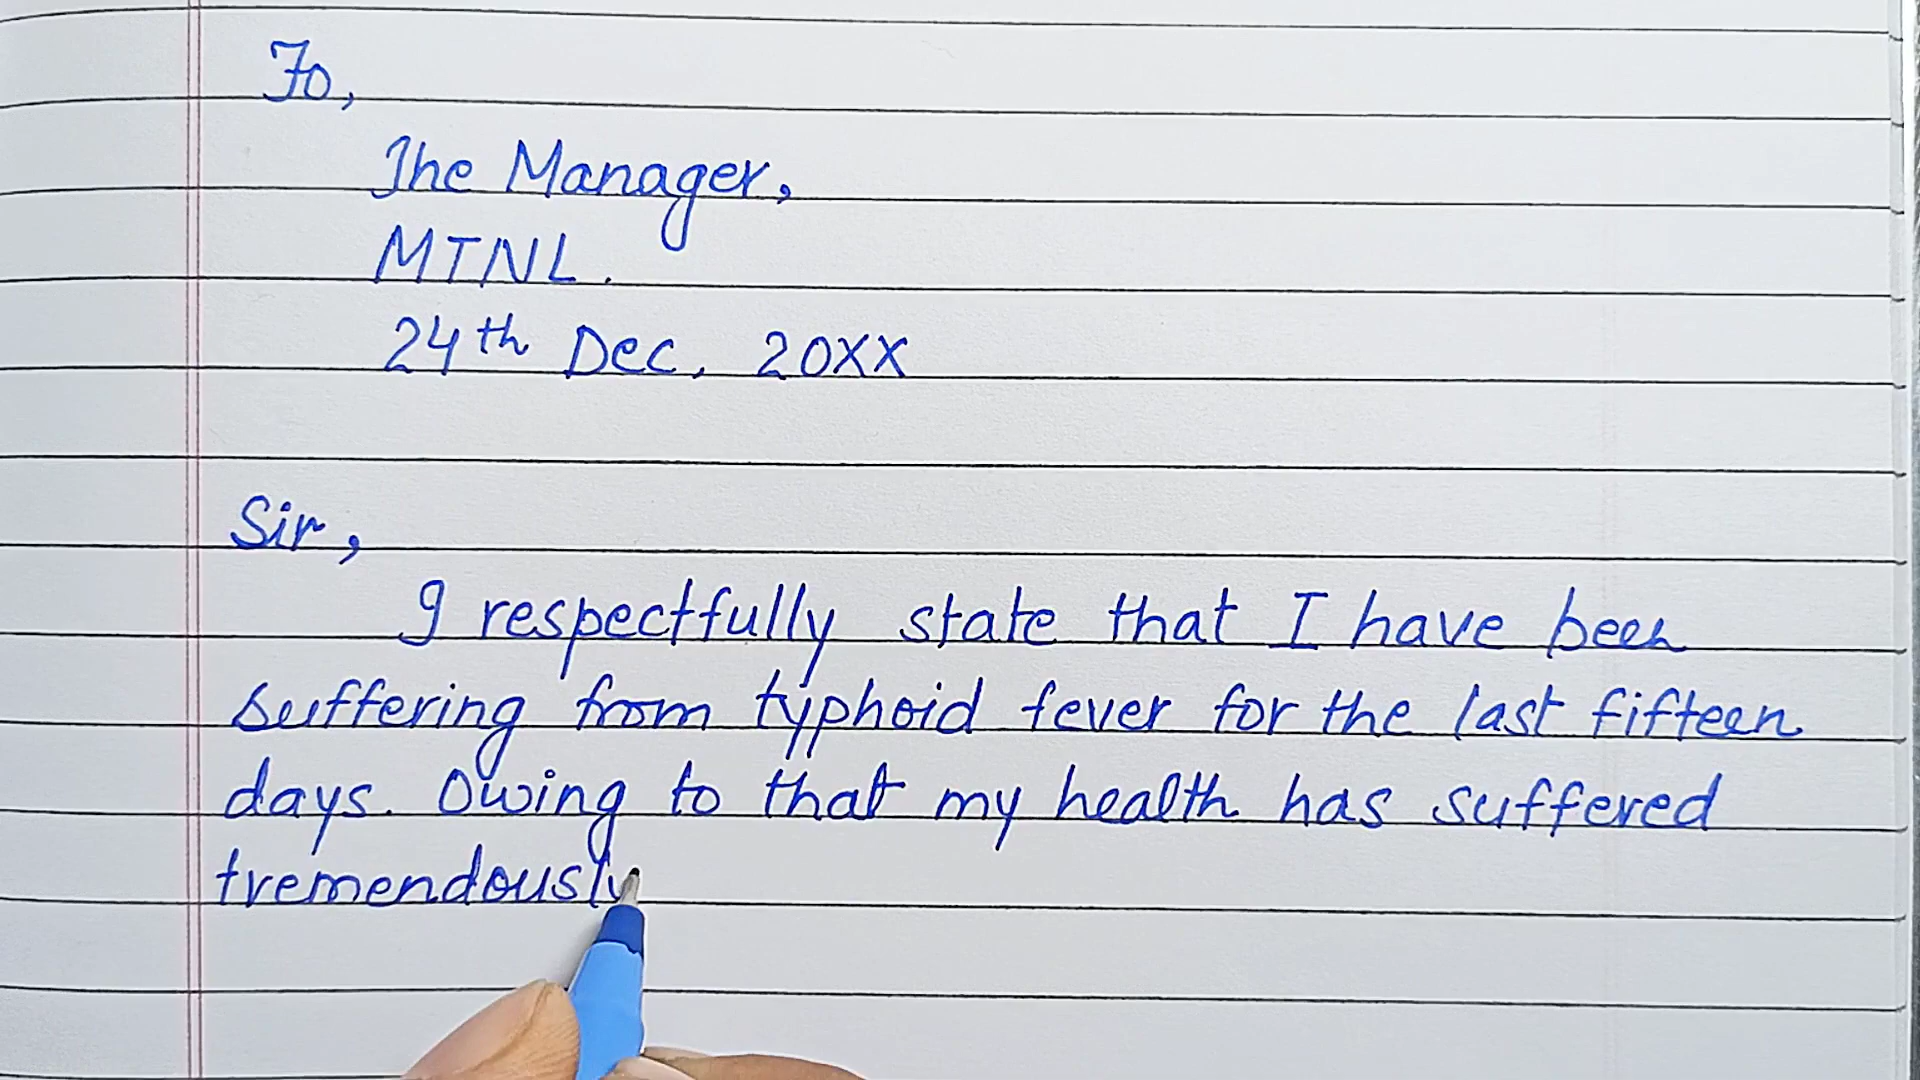 To,
The Manager,
MTNL.
24th Dec, 20XX
Sir,
I respectfully state that I have been
suffering from typhoid fever for the last fifteen
days. Owing to that my health has suffered
tremendously